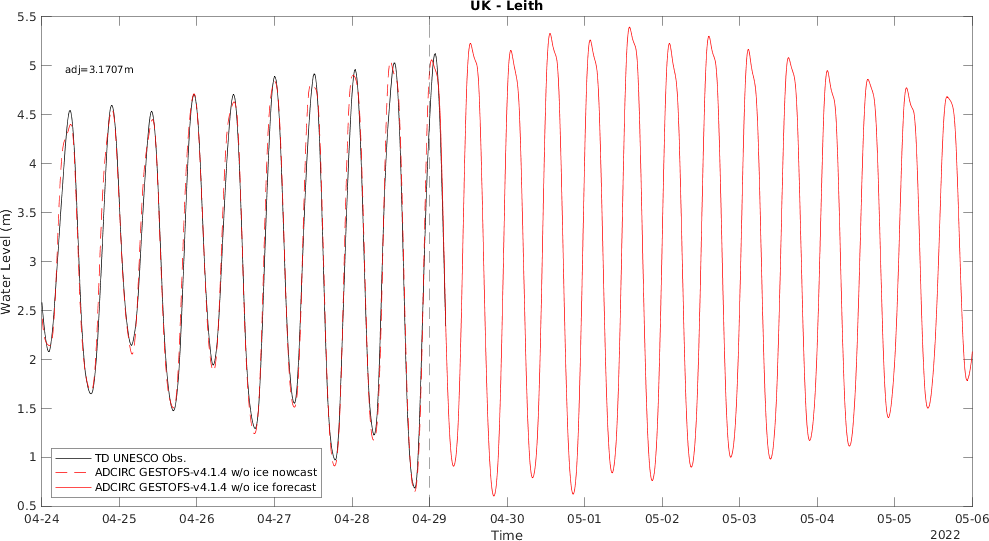 UK - Leith
5.5
5
4.5
4
3.5
3
2.5
2
1.5
1
0.5
Water Level (m)
adj=3.1707m
TD UNESCO Obs.
ADCIRC GESTOFS-v4.1.4 w/o ice nowcast
ADCIRC GESTOFS-v4.1.4 w/o ice forecast
04-24 04-25 04-26 04-27 04-28 04-29 04-30 05-01 05-02 05-03 05-04 05-05 05-06
Time
2022